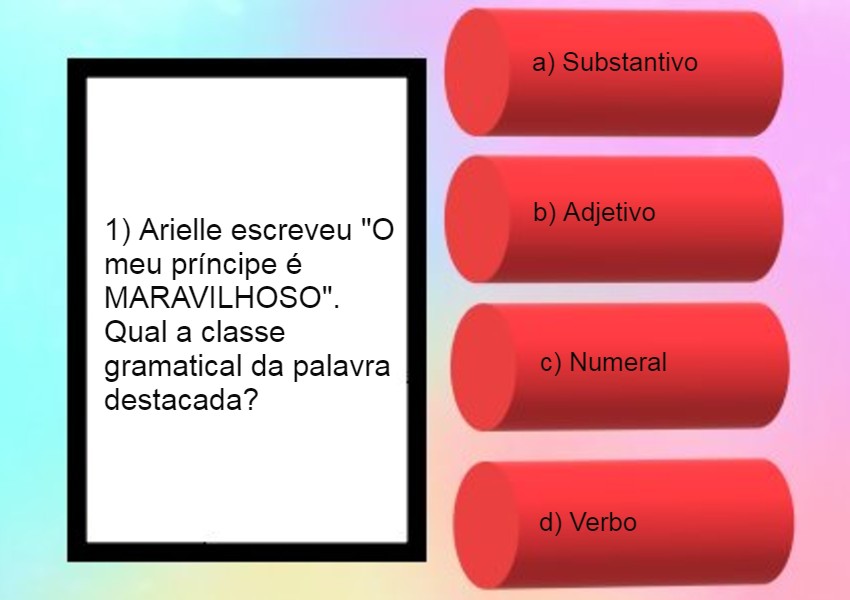 1) Arielle escreveu "O
meu príncipe é
MARAVILHOSO".
Qual a classe
gramatical da palavra
destacada?
a) Substantivo
b) Adjetivo
c) Numeral
d) Verbo